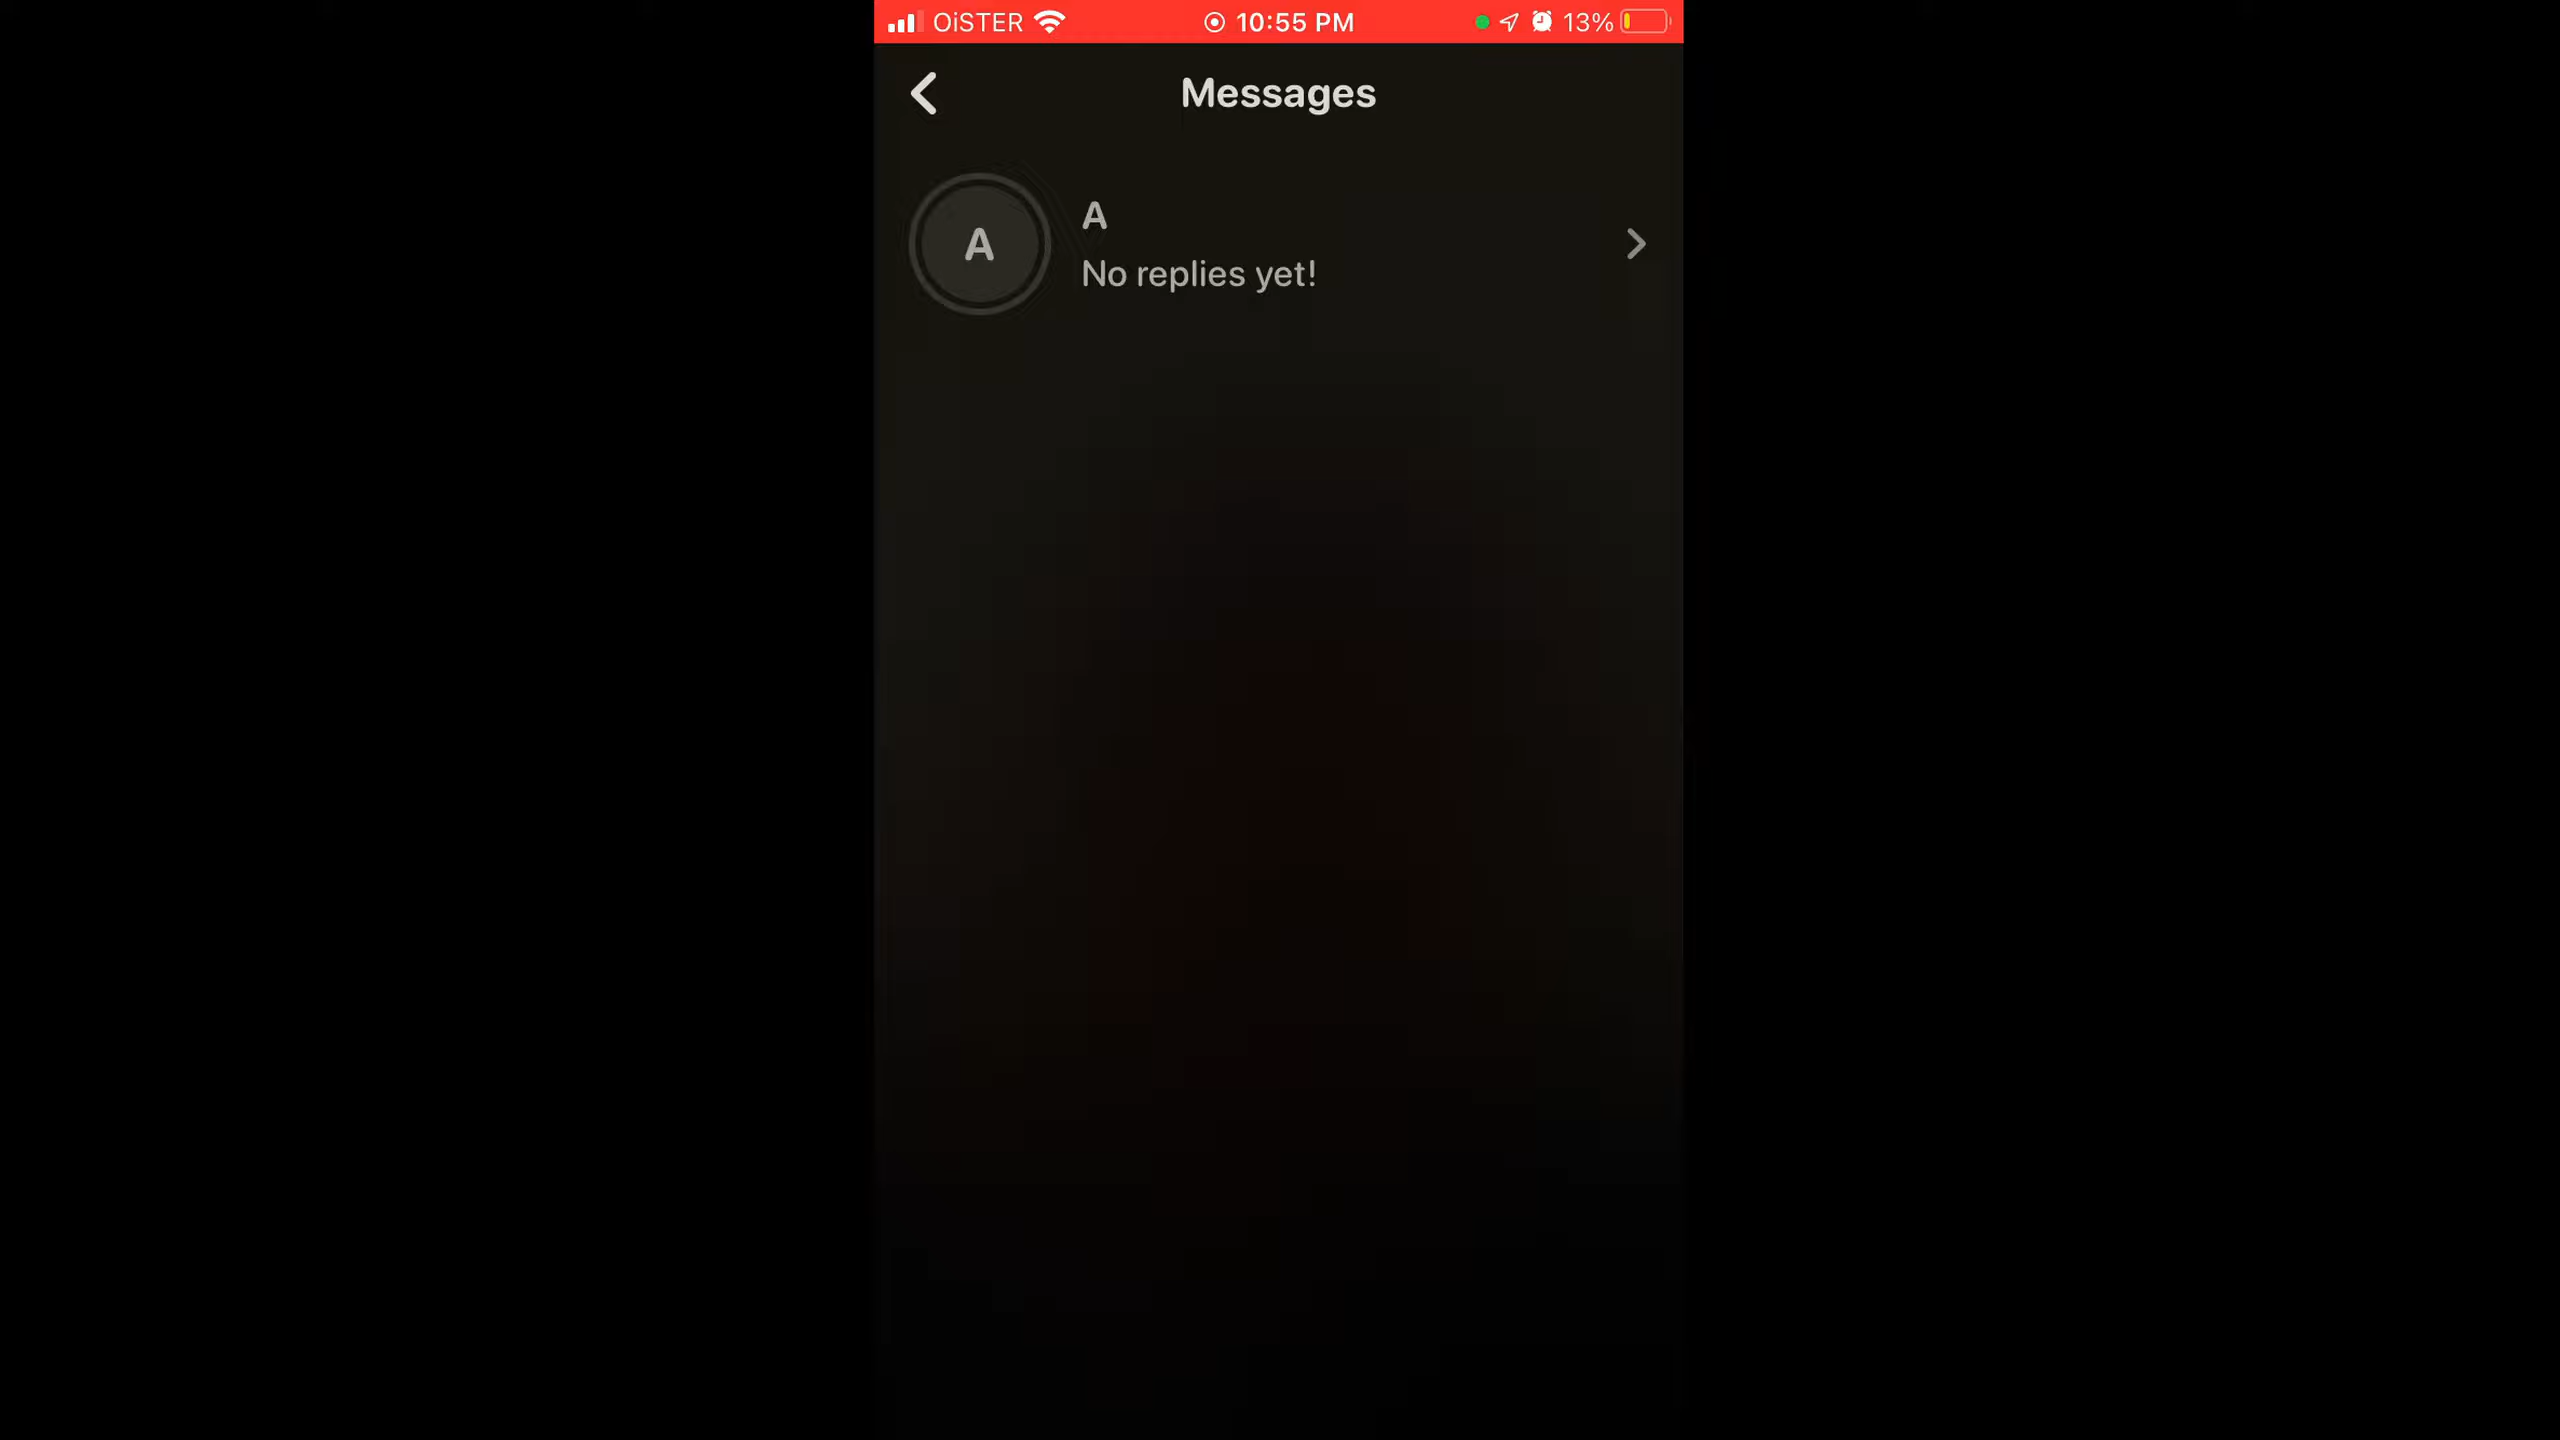 OiSTER 10:55 PM 13%
Messages
A
A
No replies yet!